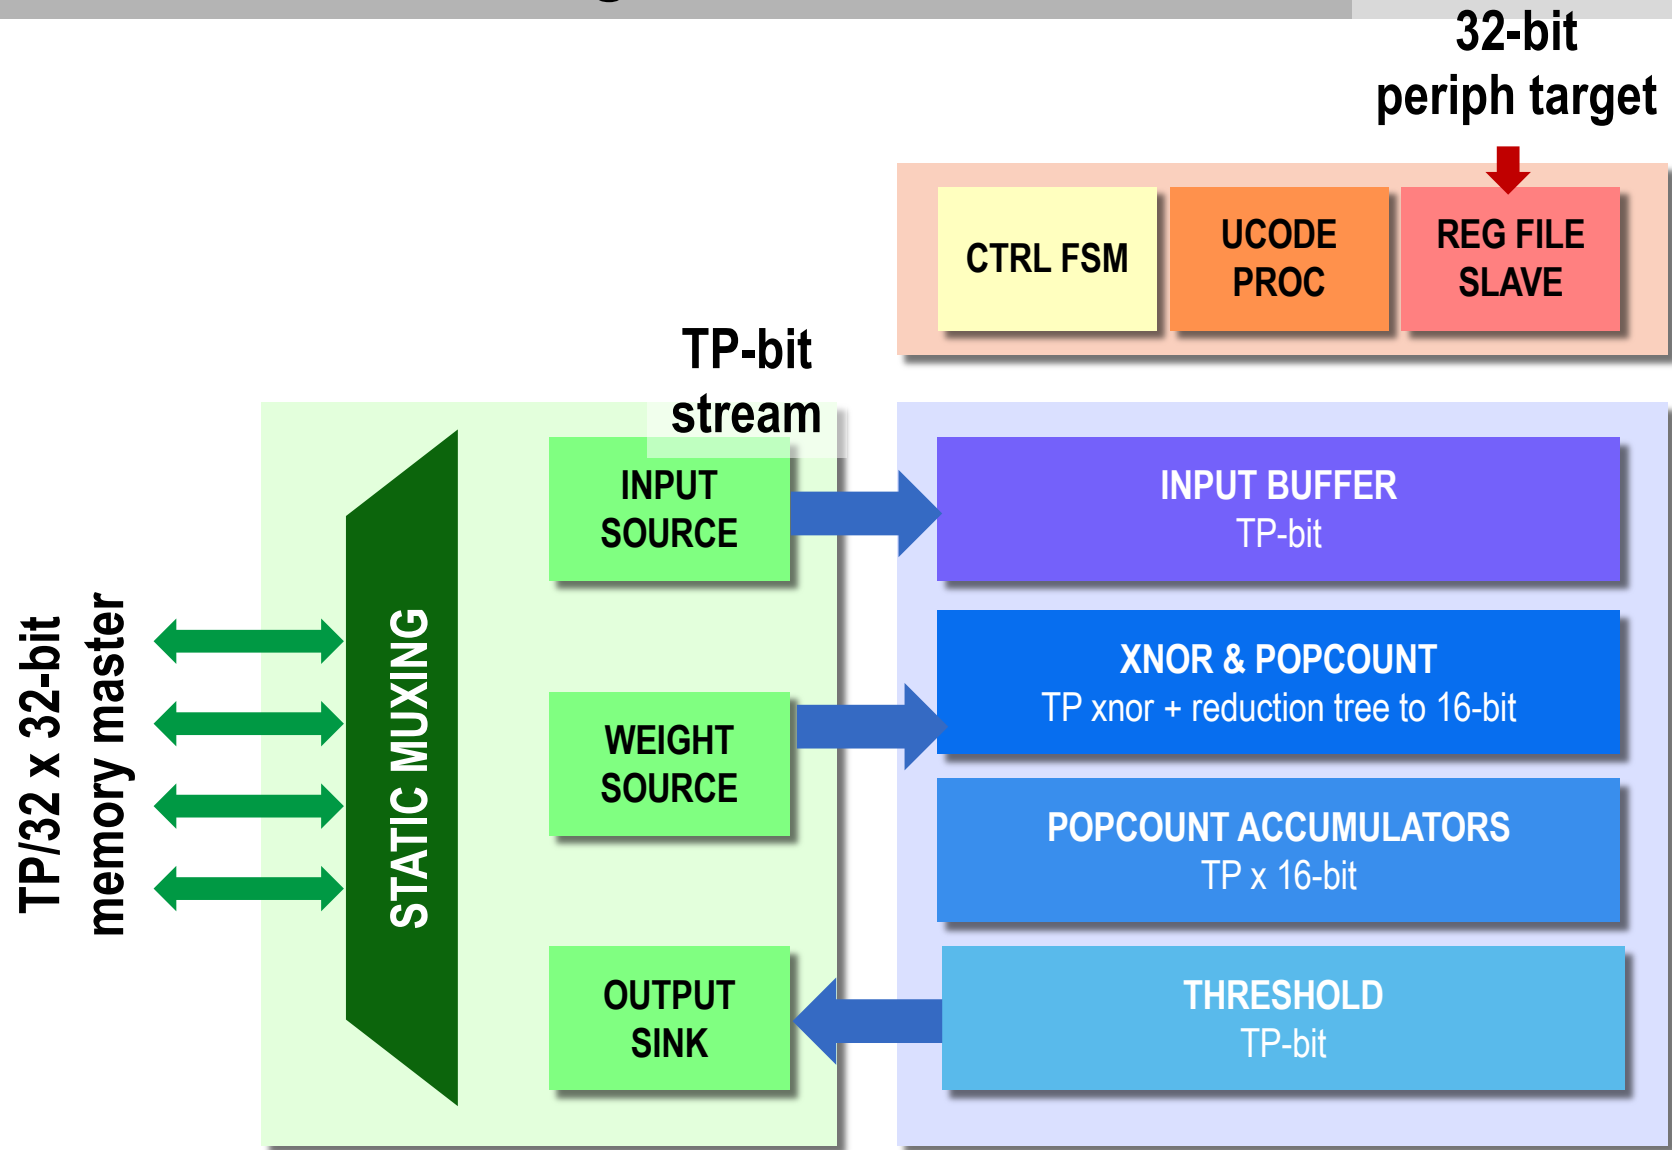 32-bit
periph target
CTRL FSM
UCODE
PROC
REG FILE
SLAVE
TP-bit
stream
INPUT
SOURCE
INPUT BUFFER
TP-bit
TP/32 x 32-bit
memory master
STATIC MUXING
WEIGHT
SOURCE
XNOR & POPCOUNT
TP xnor + reduction tree to 16-bit
POPCOUNT ACCUMULATORS
TP x 16-bit
OUTPUT
SINK
THRESHOLD
TP-bit